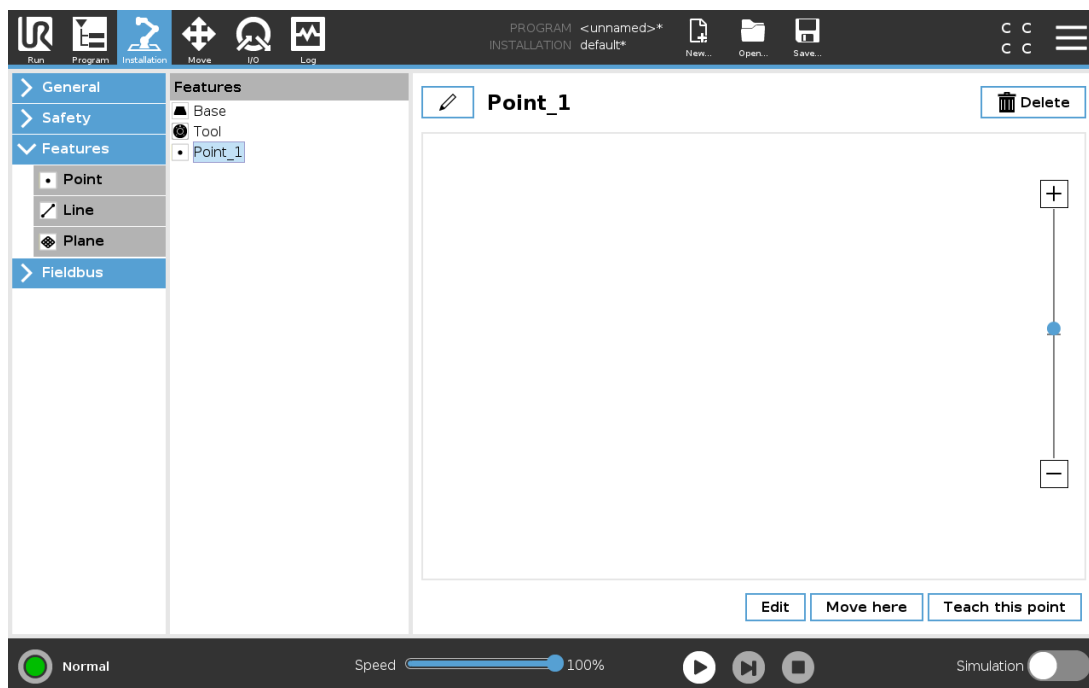 UR
Run
Program
Installation
Move
I/O
Log
PROGRAM <unnamed>*
INSTALLATION default*
New...
Open...
Save...
C C
C C
General
Safety
Features
Point
Line
Plane
Fieldbus
Features
Base
Tool
Point_1
Point_1
Delete
Edit
Move here
Teach this point
Normal
Speed
100%
Simulation